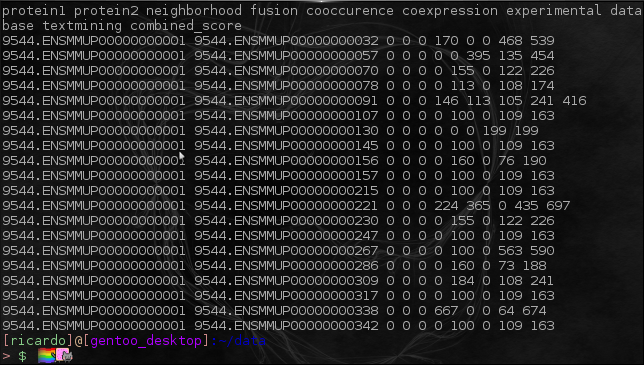 protein1 protein2 neighborhood fusion cooccurence coexpression experimental data
base textmining combined_score
9544.ENSMMUP00000000001 9544.ENSMMUP00000000032 0 0 0 170 0 0 468 539
9544.ENSMMUP00000000001 9544.ENSMMUP00000000057 0 0 0 0 0 395 135 454
9544.ENSMMUP00000000001 9544.ENSMMUP00000000070 0 0 0 0 155 0 122 226
9544.ENSMMUP00000000001 9544.ENSMMUP00000000078 0 0 0 0 113 0 108 174
9544.ENSMMUP00000000001 9544.ENSMMUP00000000091 0 0 0 146 113 105 241 416
9544.ENSMMUP00000000001 9544.ENSMMUP00000000107 0 0 0 0 100 0 109 163
9544.ENSMMUP00000000001 9544.ENSMMUP00000000130 0 0 0 0 0 0 199 199
9544.ENSMMUP00000000001 9544.ENSMMUP00000000145 0 0 0 0 100 0 109 163
9544.ENSMMUP00000000001 9544.ENSMMUP00000000156 0 0 0 0 160 0 76 190
9544.ENSMMUP00000000001 9544.ENSMMUP00000000157 0 0 0 0 100 0 109 163
9544.ENSMMUP00000000001 9544.ENSMMUP00000000215 0 0 0 0 100 0 109 163
9544.ENSMMUP00000000001 9544.ENSMMUP00000000221 0 0 0 224 365 0 435 697
9544.ENSMMUP00000000001 9544.ENSMMUP00000000230 0 0 0 0 155 0 122 226
9544.ENSMMUP00000000001 9544.ENSMMUP00000000247 0 0 0 0 100 0 109 163
9544.ENSMMUP00000000001 9544.ENSMMUP00000000267 0 0 0 0 100 0 563 590
9544.ENSMMUP00000000001 9544.ENSMMUP00000000286 0 0 0 0 160 0 73 188
9544.ENSMMUP00000000001 9544.ENSMMUP00000000309 0 0 0 0 184 0 108 241
9544.ENSMMUP00000000001 9544.ENSMMUP00000000317 0 0 0 0 100 0 109 163
9544.ENSMMUP00000000001 9544.ENSMMUP00000000338 0 0 0 667 0 0 64 674
9544.ENSMMUP00000000001 9544.ENSMMUP00000000342 0 0 0 0 100 0 109 163
[ricardo]@[gentoo_desktop]:~/data
> $